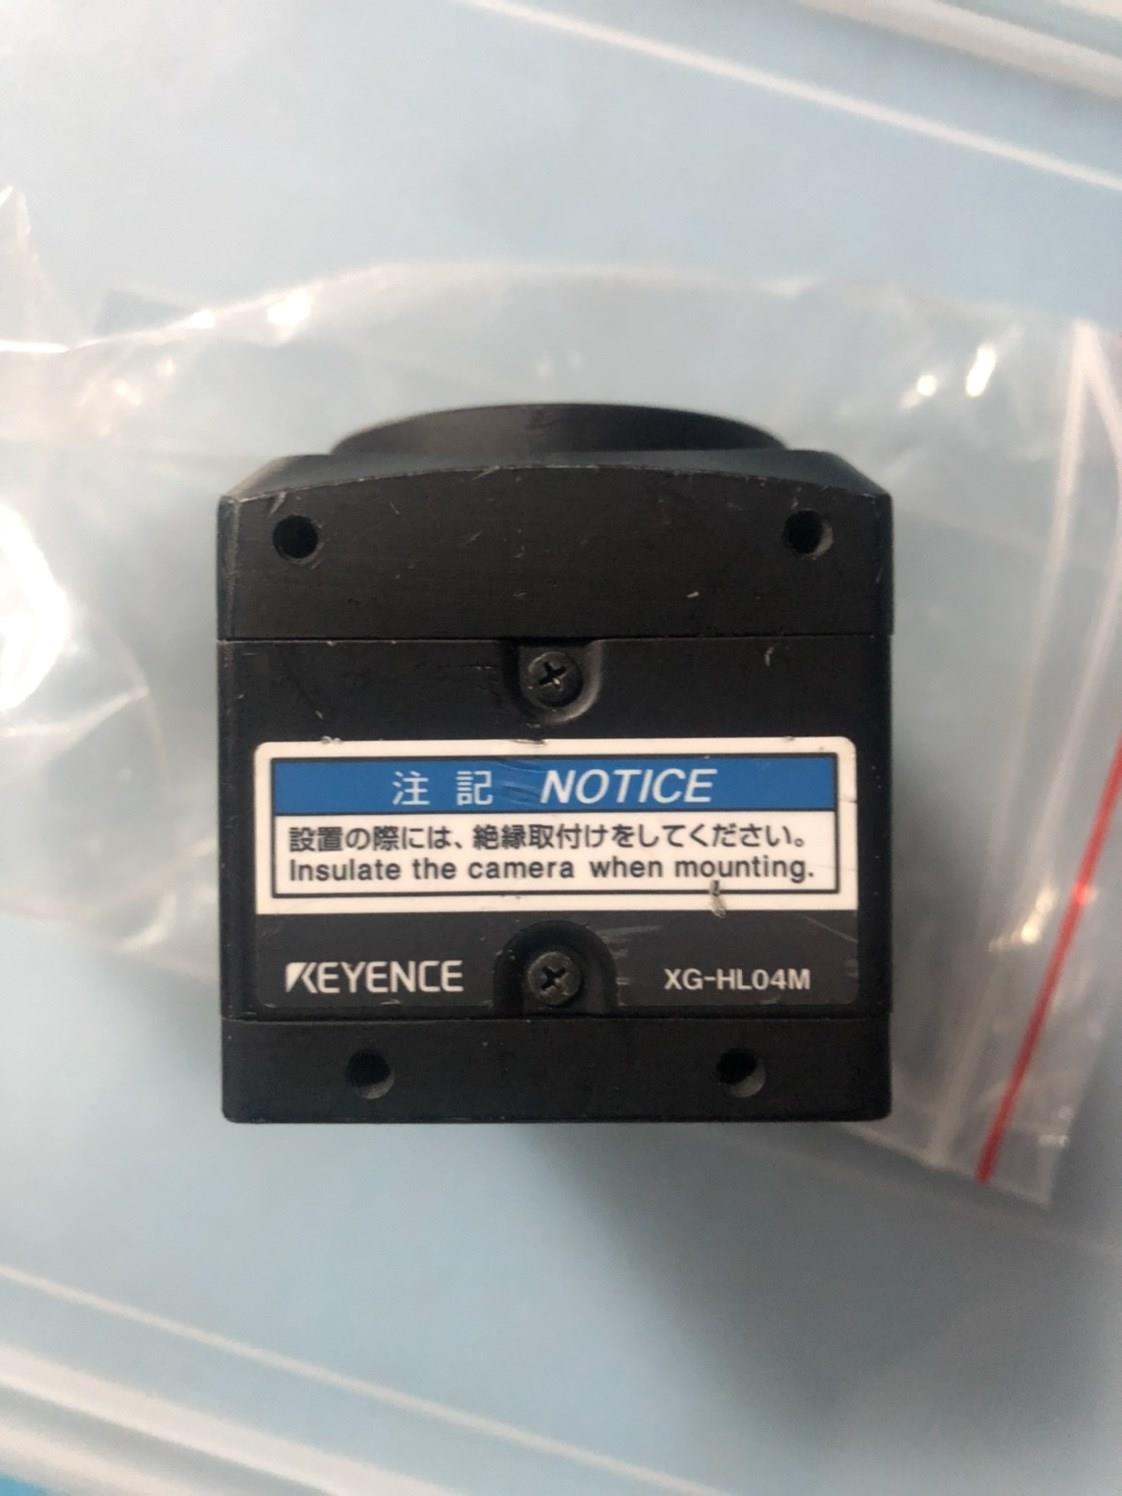 注記 NOTICE
設置の際には、絶縁取付けをしてください。
Insulate the camera when mounting.
KEYENCE XG-HL04M